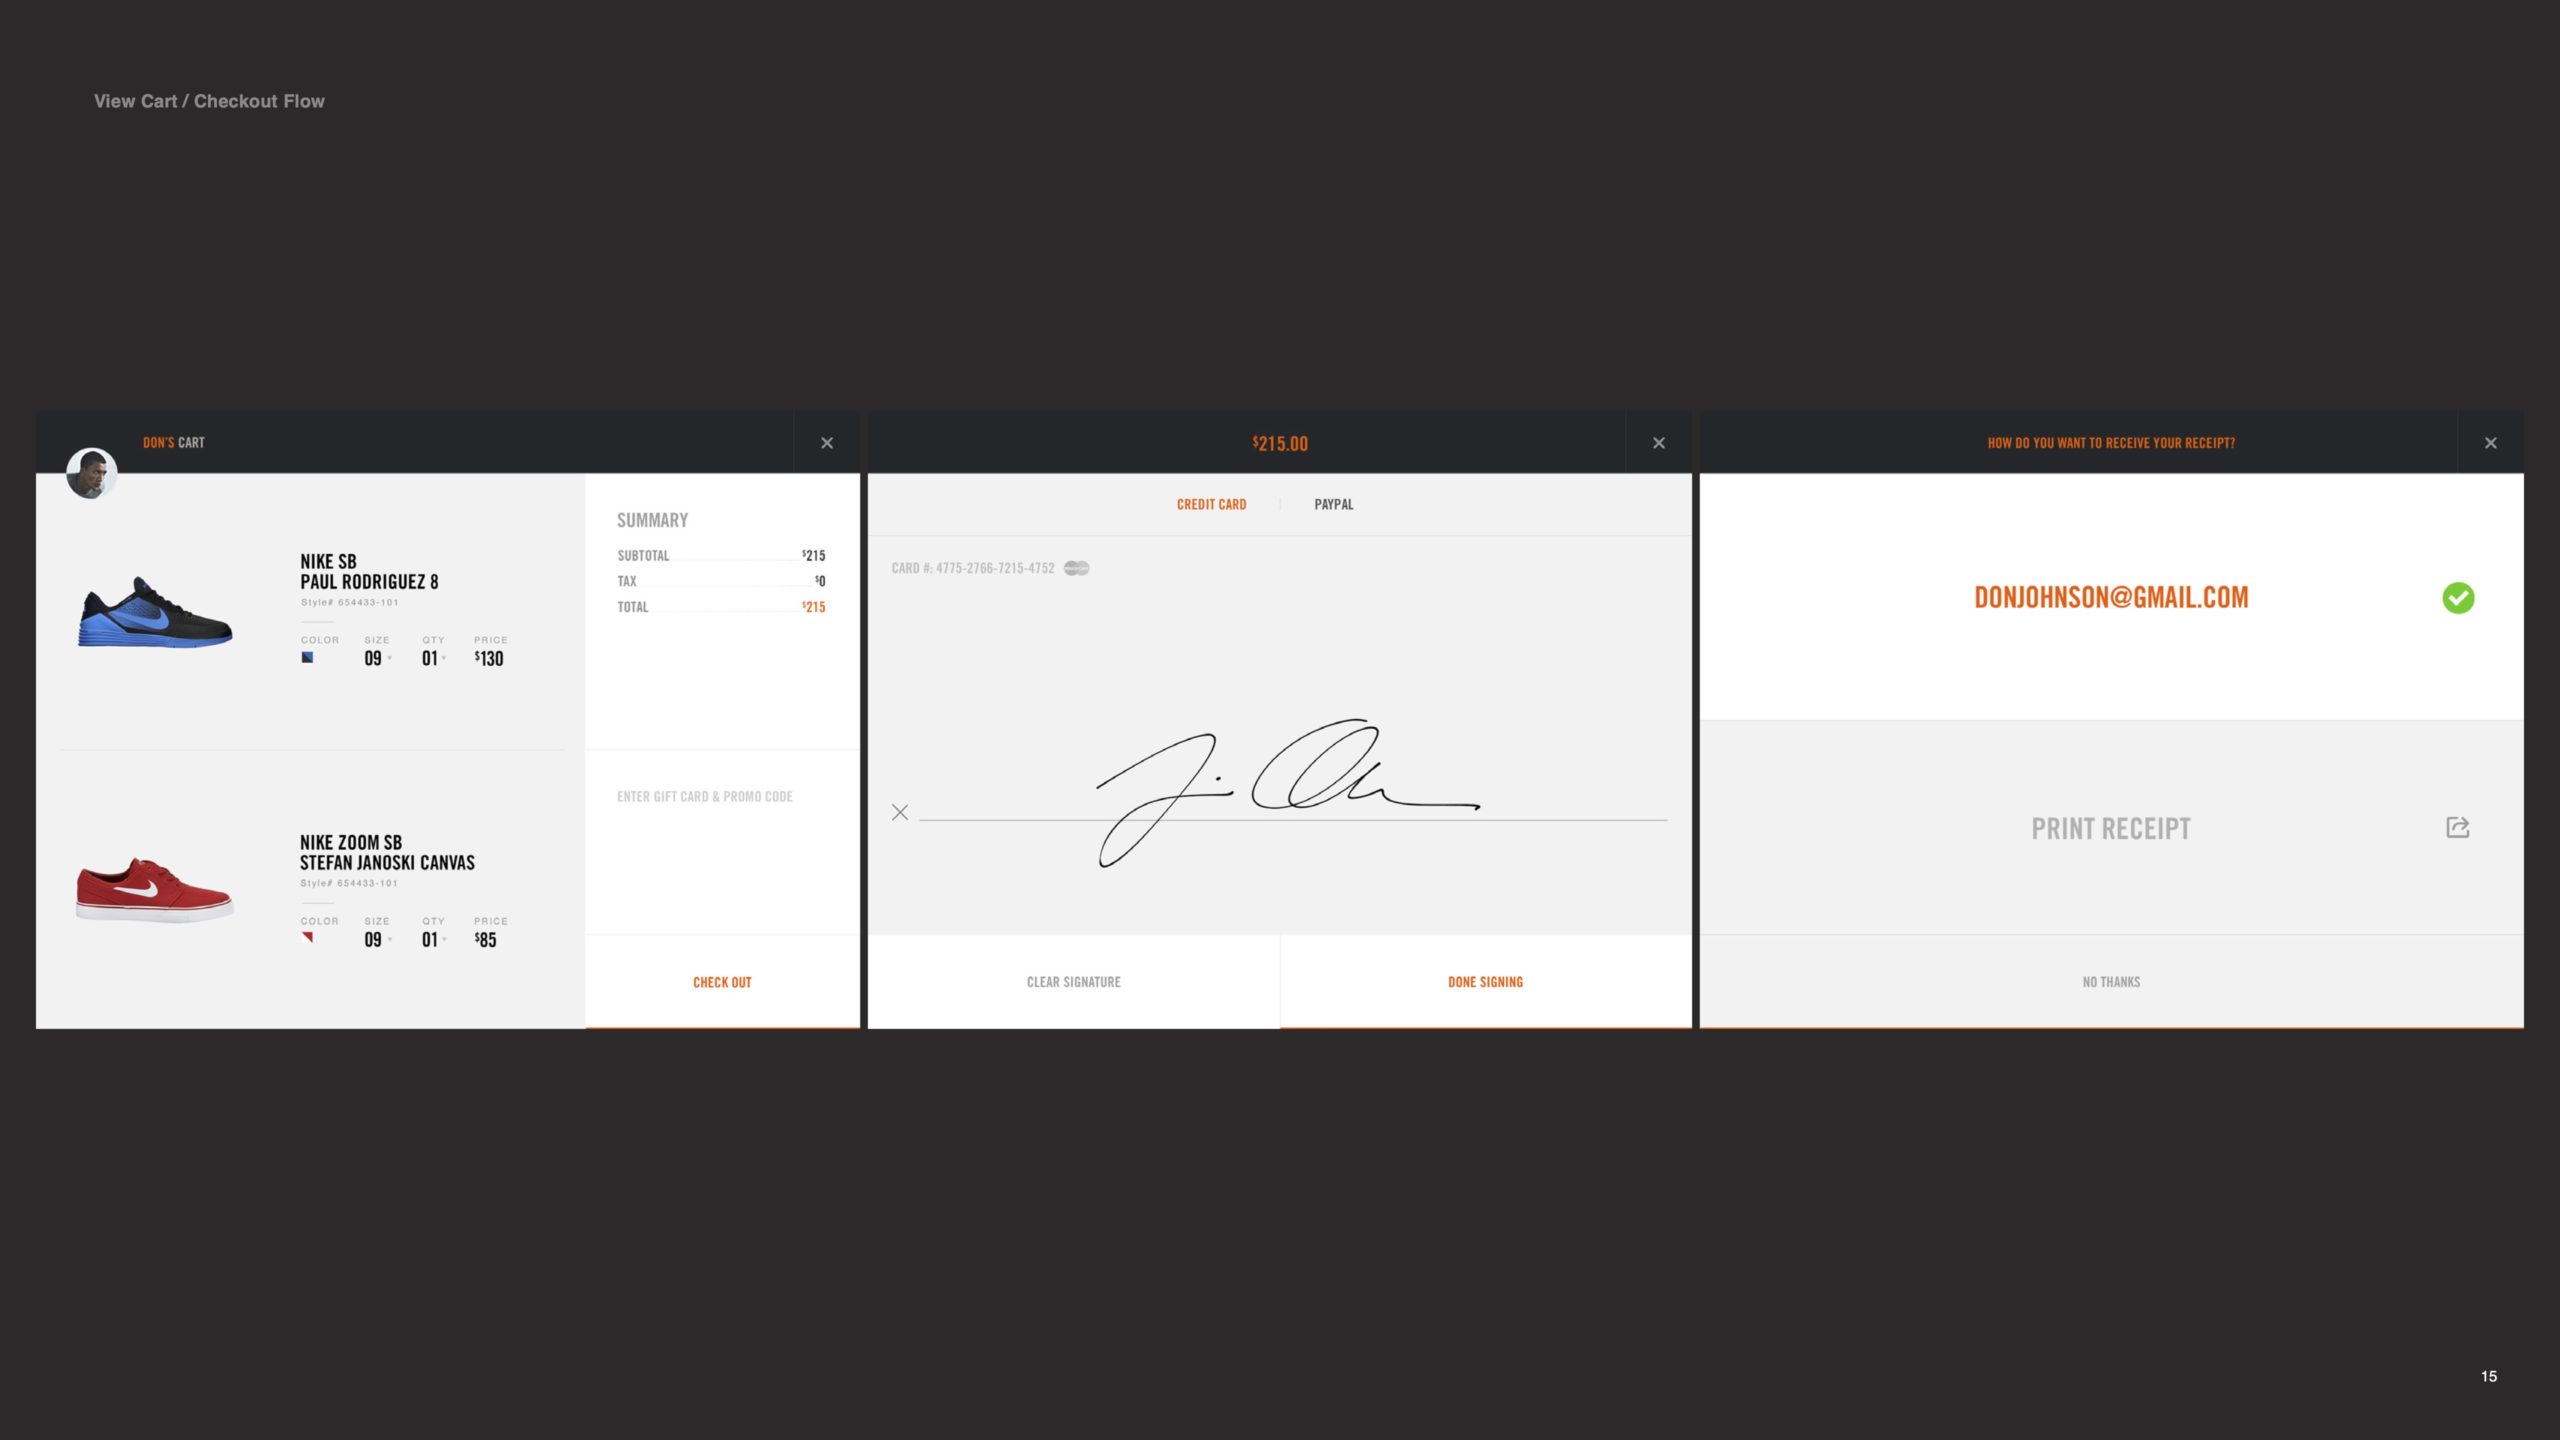 View Cart / Checkout Flow
DON'S CART
NIKE SB
PAUL RODRIGUEZ 8
Style# 654433-101
COLOR SIZE QTY PRICE
09 01 $130
NIKE ZOOM SB
STEFAN JANOSKI CANVAS
Style# 654433-101
COLOR SIZE QTY PRICE
09 01 $85
SUMMARY
SUBTOTAL $215
TAX $0
TOTAL $215
ENTER GIFT CARD & PROMO CODE
CHECK OUT
$215.00
CREDIT CARD
PAYPAL
CARD #: 4775-2766-7215-4752
CLEAR SIGNATURE
DONE SIGNING
HOW DO YOU WANT TO RECEIVE YOUR RECEIPT?
DONJOHNSON@GMAIL.COM
PRINT RECEIPT
NO THANKS
15